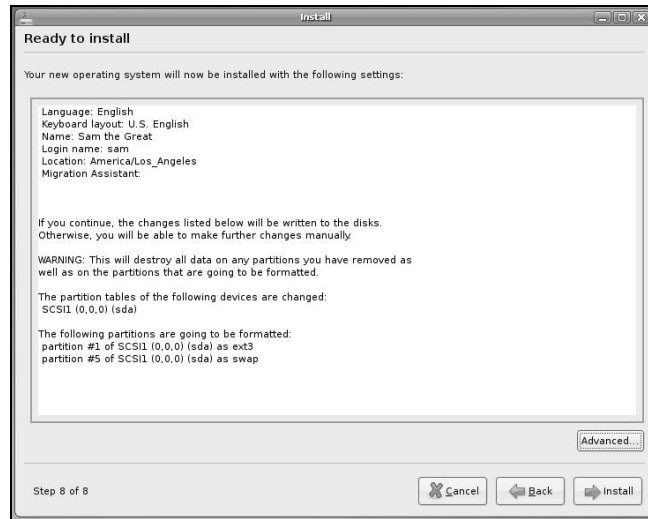 Install
Ready to install
Your new operating system will now be installed with the following settings:
Language: English
Keyboard layout: U.S. English
Name: Sam the Great
Login name: sam
Location: America/Los_Angeles
Migration Assistant:
If you continue, the changes listed below will be written to the disks.
Otherwise, you will be able to make further changes manually.
WARNING: This will destroy all data on any partitions you have removed as
well as on the partitions that are going to be formatted.
The partition tables of the following devices are changed:
SCSI1 (0,0,0) (sda)
The following partitions are going to be formatted:
partition #1 of SCSI1 (0,0,0) (sda) as ext3
partition #5 of SCSI1 (0,0,0) (sda) as swap
Advanced...
Step 8 of 8
Cancel
Back
Install